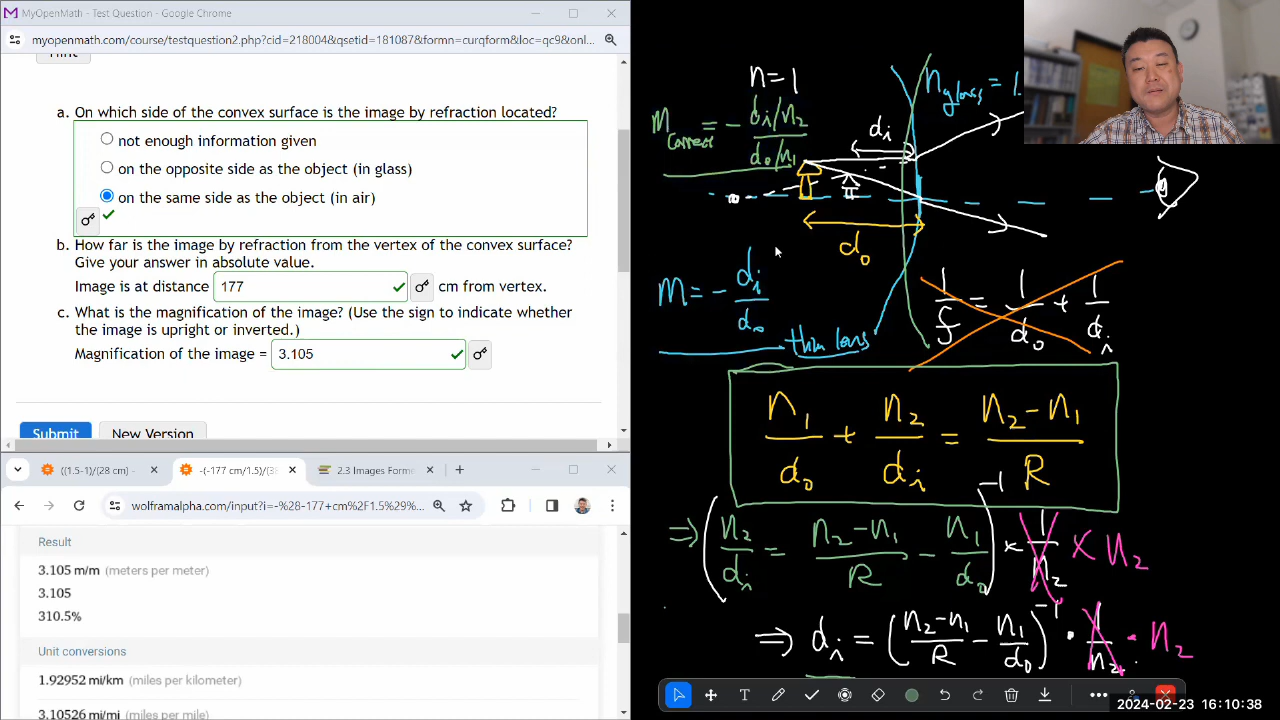 MyOpenMath - Test Question - Google Chrome
myopenmath.com/course/testquestion2.php?cid=218004&qsetid=181087&formn=curqform&loc=qc9&onl...
a. On which side of the convex surface is the image by refraction located?
not enough information given
on the opposite side as the object (in glass)
on the same side as the object (in air)
b. How far is the image by refraction from the vertex of the convex surface?
Give your answer in absolute value.
Image is at distance 177 cm from vertex.
c. What is the magnification of the image? (Use the sign to indicate whether
the image is upright or inverted.)
Magnification of the image = 3.105
Submit New Version
((1.5-1)/(28 cm) - -(-177 cm/1.5)/(3 2.3 Images Forme
wolframalpha.com/input?i=-%28-177+cm%2F1.5%29%...
Result
3.105 m/m (meters per meter)
3.105
310.5%
Unit conversions
1.92952 mi/km (miles per kilometer)
3.10526 m/mi (miles per mile)
n=1
n glass = 1.
M correct = - di/n2 / do/n1
di
do
M = - di/do
thin lens
1/f = 1/do + 1/di
n1/do + n2/di = n2-n1/R
⇒ (n2/di = n2-n1/R - n1/do)^-1 × 1/n2 × n2
⇒ di = (n2-n1/R - n1/do)^-1 · 1/n2 · n2
2024-02-23 16:10:38